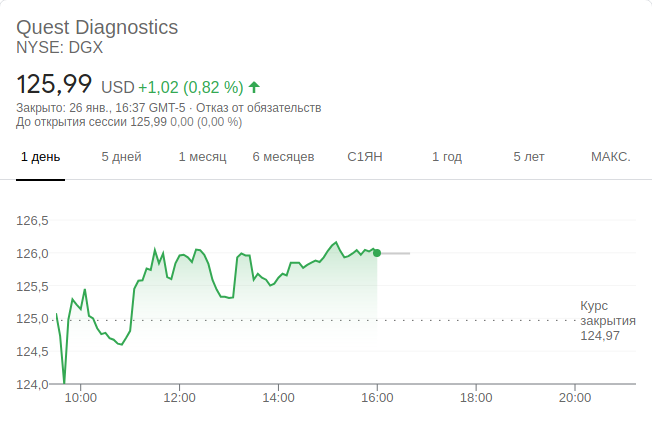 Quest Diagnostics
NYSE: DGX
125,99 USD +1,02 (0,82 %)
Закрыто: 26 янв., 16:37 GMT-5 · Отказ от обязательств
До открытия сессии 125,99 0,00 (0,00 %)
1 день 5 дней 1 месяц 6 месяцев С1ЯН 1 год 5 лет МАКС.
126,5
126,0
125,5
125,0
124,5
124,0
Курс
закрытия
124,97
10:00 12:00 14:00 16:00 18:00 20:00